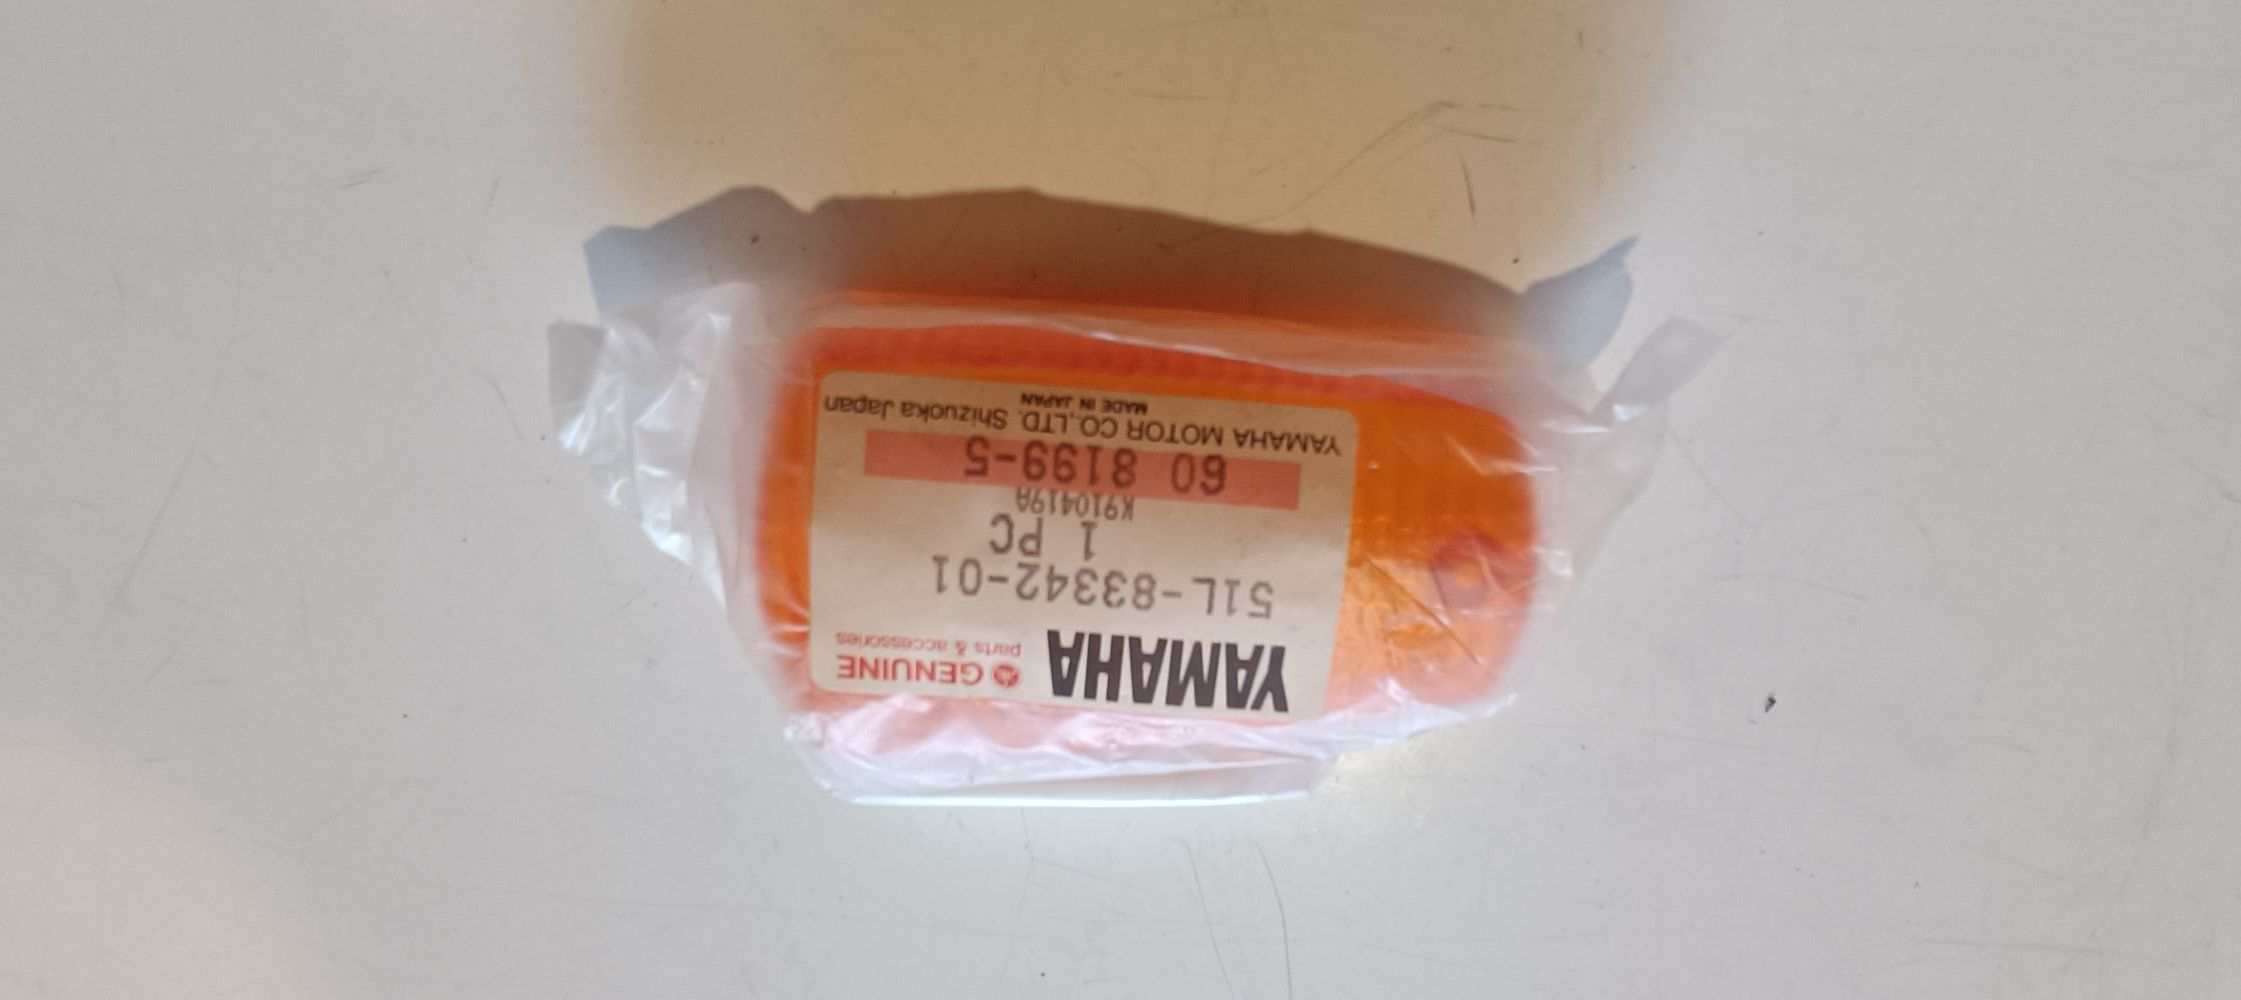 YAMAHA GENUINE
parts & accessories
51L-83342-01
1 PC
K910419A
60 8199-5
YAMAHA MOTOR CO.,LTD. Shizuoka Japan
MADE IN JAPAN